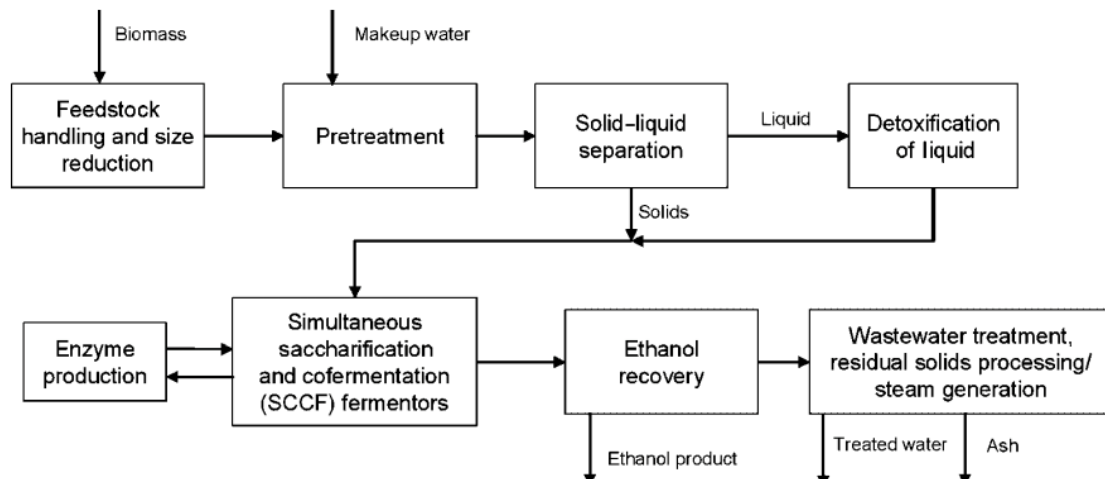 Biomass
Makeup water
Feedstock
handling and size
reduction
Pretreatment
Solid–liquid
separation
Liquid
Detoxification
of liquid
Solids
Enzyme
production
Simultaneous
saccharification
and cofermentation
(SCCF) fermentors
Ethanol
recovery
Wastewater treatment,
residual solids processing/
steam generation
Ethanol product
Treated water
Ash